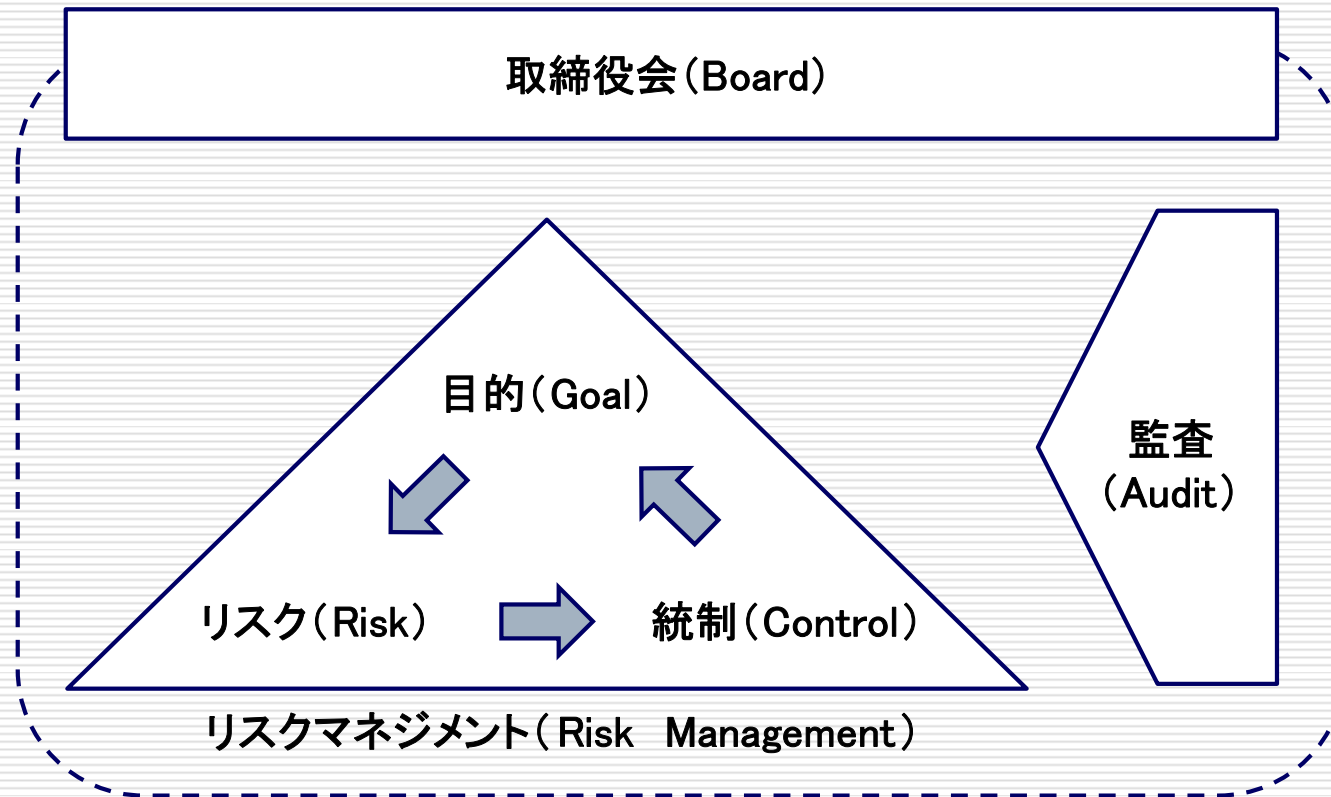 取締役会(Board)
目的(Goal)
監査
(Audit)
リスク(Risk)
統制(Control)
リスクマネジメント(Risk Management)